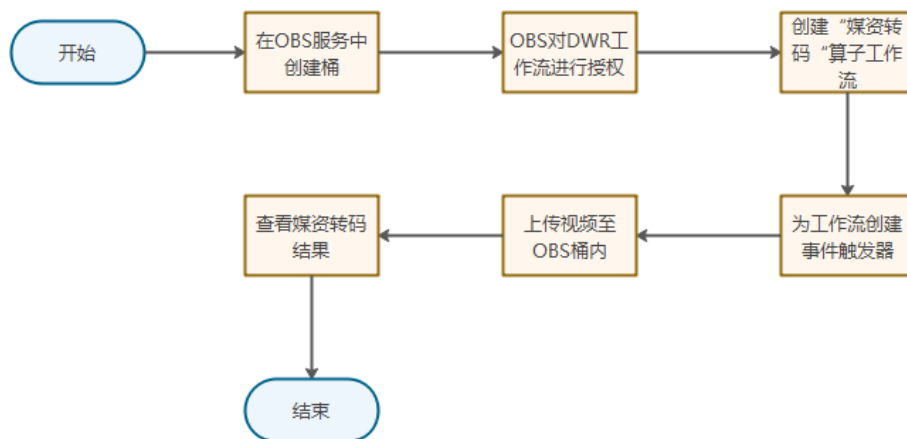 开始
在OBS服务中
创建桶
OBS对DWR工
作流进行授权
创建“媒资转
码“算子工作
流
为工作流创建
事件触发器
上传视频至
OBS桶内
查看媒资转码
结果
结束